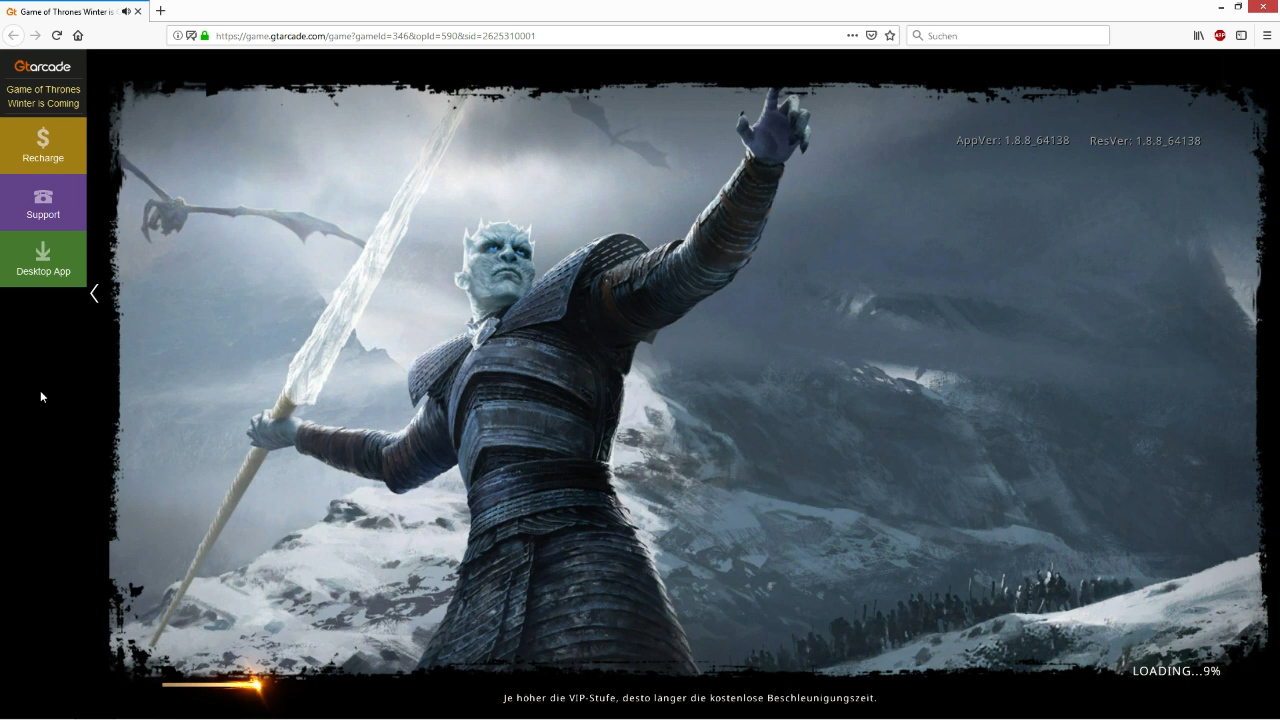 Game of Thrones Winter is
https://game.gtarcade.com/game?gameId=346&opId=590&sid=2625310001
Suchen
Gtarcade
Game of Thrones
Winter is Coming
Recharge
Support
Desktop App
AppVer: 1.8.8_64138 ResVer: 1.8.8_64138
LOADING...9%
Je höher die VIP-Stufe, desto länger die kostenlose Beschleunigungszeit.